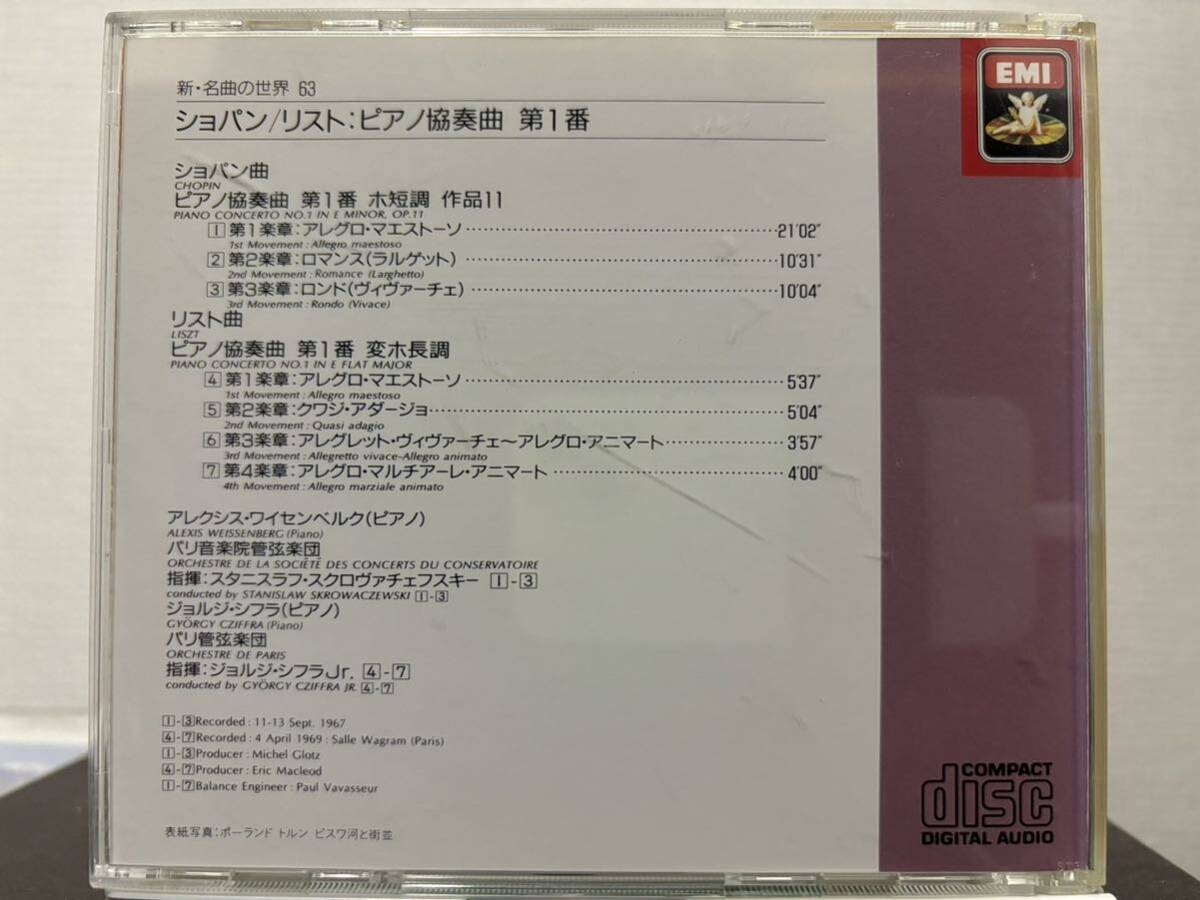 新・名曲の世界 63
ショパン/リスト：ピアノ協奏曲 第1番
EMI
ショパン曲
CHOPIN
ピアノ協奏曲 第1番 ホ短調 作品11
PIANO CONCERTO NO.1 IN E MINOR, OP.11
1 第1楽章：アレグロ・マエストーソ 21'02"
1st Movement : Allegro maestoso
2 第2楽章：ロマンス（ラルゲット） 10'31"
2nd Movement : Romance (Larghetto)
3 第3楽章：ロンド（ヴィヴァーチェ） 10'04"
3rd Movement : Rondo (Vivace)
リスト曲
LISZT
ピアノ協奏曲 第1番 変ホ長調
PIANO CONCERTO NO.1 IN E FLAT MAJOR
4 第1楽章：アレグロ・マエストーソ 5'37"
1st Movement : Allegro maestoso
5 第2楽章：クワジ・アダージョ 5'04"
2nd Movement : Quasi adagio
6 第3楽章：アレグレット・ヴィヴァーチェ〜アレグロ・アニマート 3'57"
3rd Movement : Allegretto vivace~Allegro animato
7 第4楽章：アレグロ・マルチアーレ・アニマート 4'00"
4th Movement : Allegro marziale animato
アレクシス・ワイセンベルク（ピアノ）
ALEXIS WEISSENBERG (Piano)
パリ音楽院管弦楽団
ORCHESTRE DE LA SOCIÉTÉ DES CONCERTS DU CONSERVATOIRE
指揮：スタニスラフ・スクロヴァチェフスキー 1-3
conducted by STANISLAW SKROWACZEWSKI 1-3
ジョルジ・シフラ（ピアノ）
GYÖRGY CZIFFRA (Piano)
パリ管弦楽団
ORCHESTRE DE PARIS
指揮：ジョルジ・シフラJr. 4-7
conducted by GYÖRGY CZIFFRA JR. 4-7
1-3 Recorded : 11-13 Sept. 1967
4-7 Recorded : 4 April 1969 : Salle Wagram (Paris)
1-3 Producer : Michel Glotz
4-7 Producer : Eric Macleod
1-7 Balance Engineer : Paul Vavasseur
表紙写真：ポーランド トルン ビスワ河と街並
COMPACT
disc
DIGITAL AUDIO